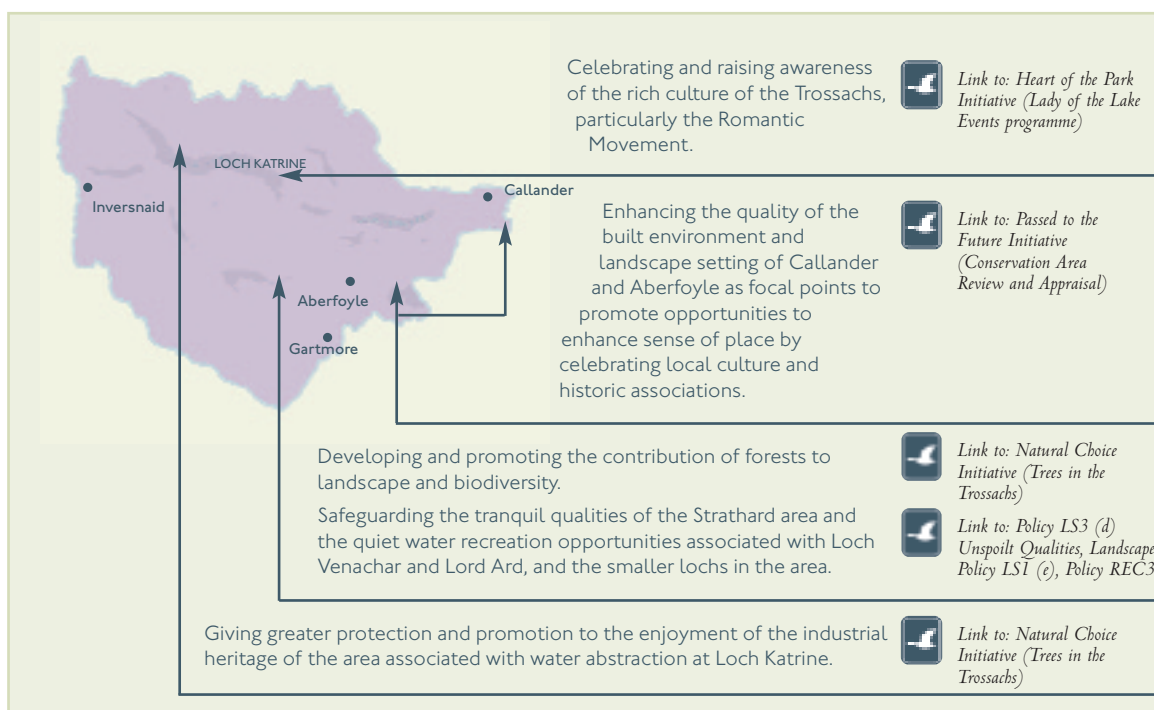 Celebrating and raising awareness
of the rich culture of the Trossachs,
particularly the Romantic
Movement.
Link to: Heart of the Park
Initiative (Lady of the Lake
Events programme)
LOCH KATRINE
Inversnaid
Callander
Enhancing the quality of the
built environment and
landscape setting of Callander
and Aberfoyle as focal points to
promote opportunities to
enhance sense of place by
celebrating local culture and
historic associations.
Link to: Passed to the
Future Initiative
(Conservation Area
Review and Appraisal)
Aberfoyle
Gartmore
Developing and promoting the contribution of forests to
landscape and biodiversity.
Link to: Natural Choice
Initiative (Trees in the
Trossachs)
Safeguarding the tranquil qualities of the Strathard area and
the quiet water recreation opportunities associated with Loch
Venachar and Lord Ard, and the smaller lochs in the area.
Link to: Policy LS3 (d)
Unspoilt Qualities, Landscape
Policy LS1 (e), Policy REC3
Giving greater protection and promotion to the enjoyment of the industrial
heritage of the area associated with water abstraction at Loch Katrine.
Link to: Natural Choice
Initiative (Trees in the
Trossachs)